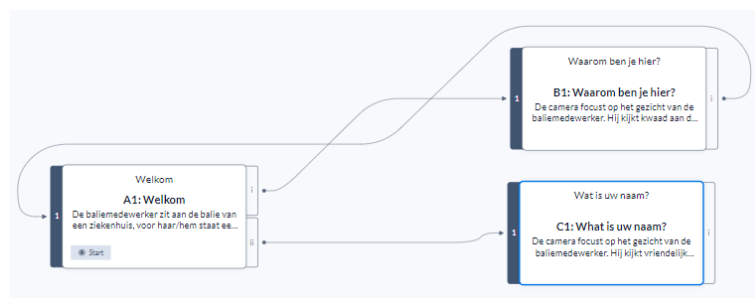 Waarom ben je hier?
1
B1: Waarom ben je hier?
De camera focust op het gezicht van de
baliemedewerker. Hij kijkt kwaad aan d...
Welkom
1
A1: Welkom
De baliemedewerker zit aan de balie van
een ziekenhuis, voor haar/hem staat ee...
Start
Wat is uw naam?
1
C1: What is uw naam?
De camera focust op het gezicht van de
baliemedewerker. Hij kijkt vriendelijk...